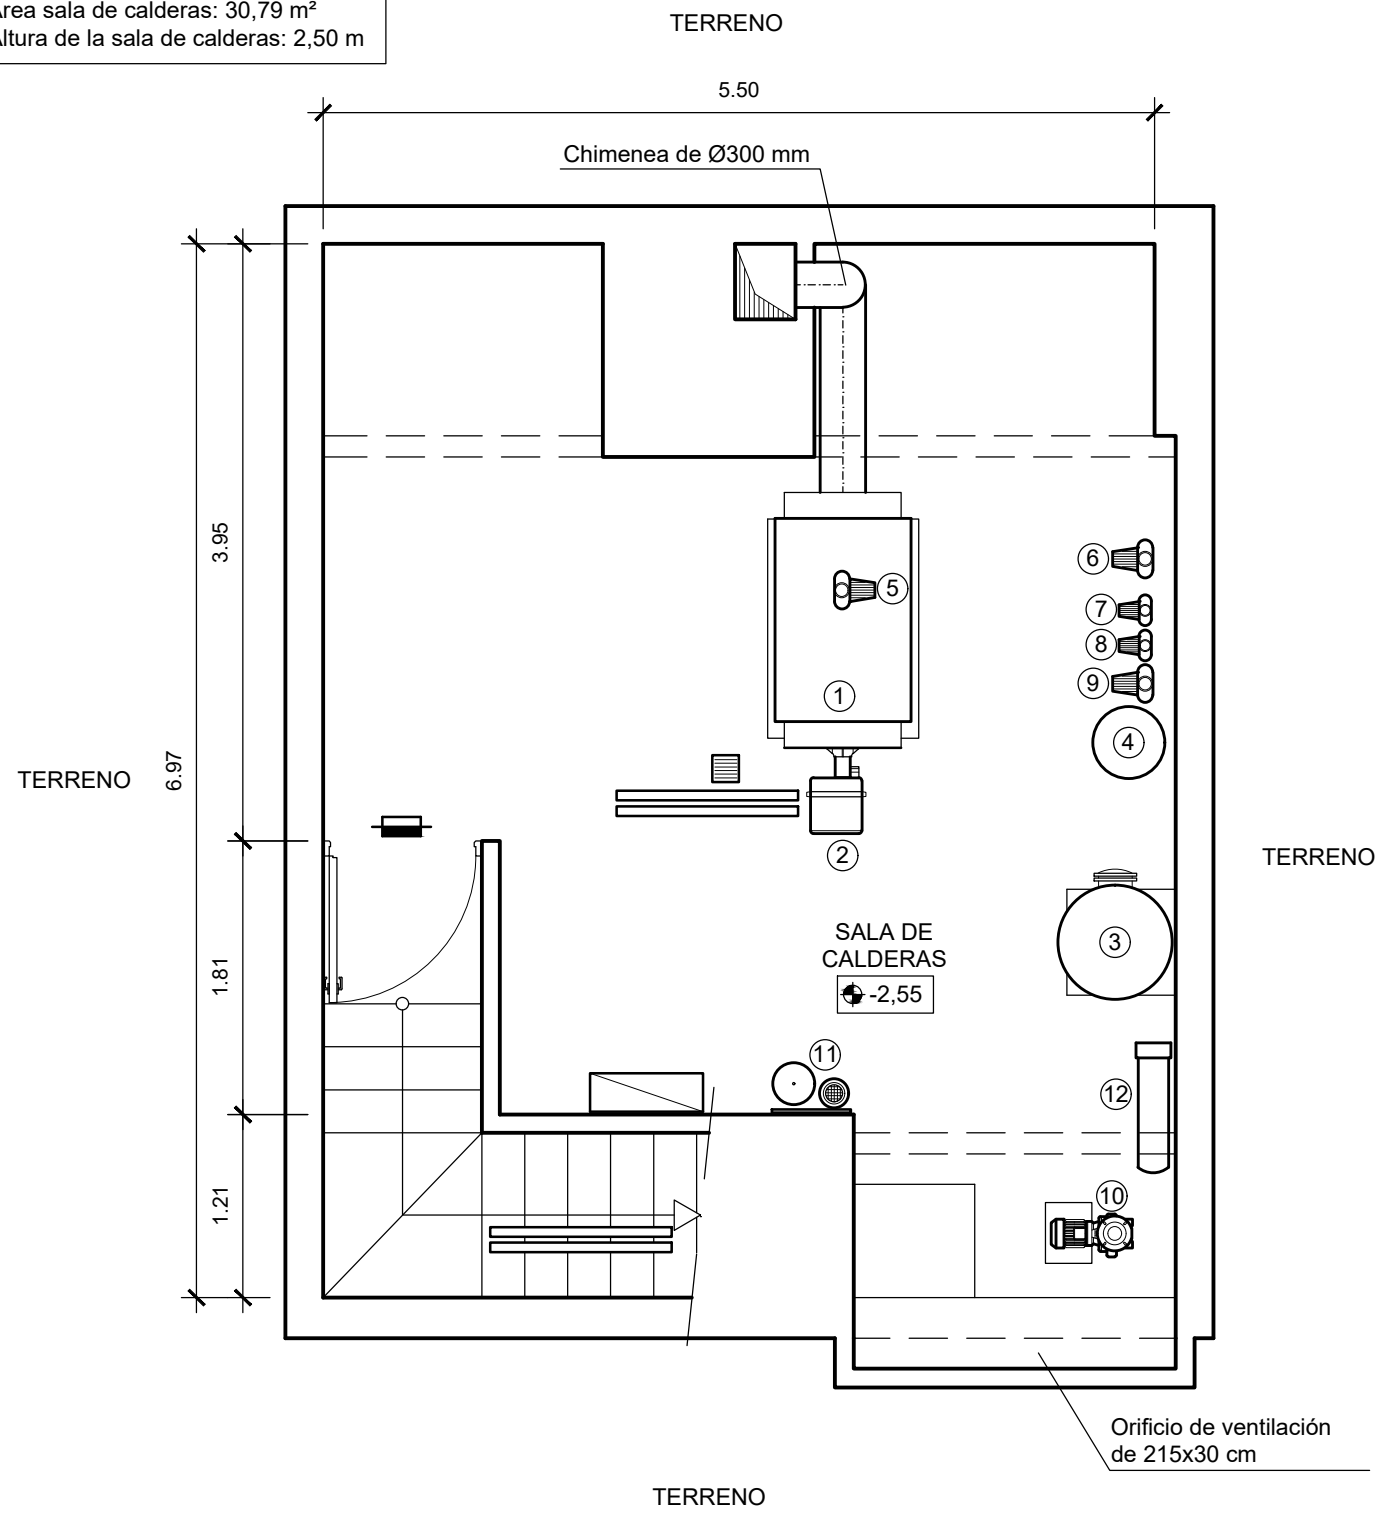 Área sala de calderas: 30,79 m²
Altura de la sala de calderas: 2,50 m
TERRENO
5.50
Chimenea de Ø300 mm
3.95
6
5
7
8
9
1
4
6.97
TERRENO
2
TERRENO
SALA DE
CALDERAS
3
-2,55
1.81
11
12
1.21
10
Orificio de ventilación
de 215x30 cm
TERRENO